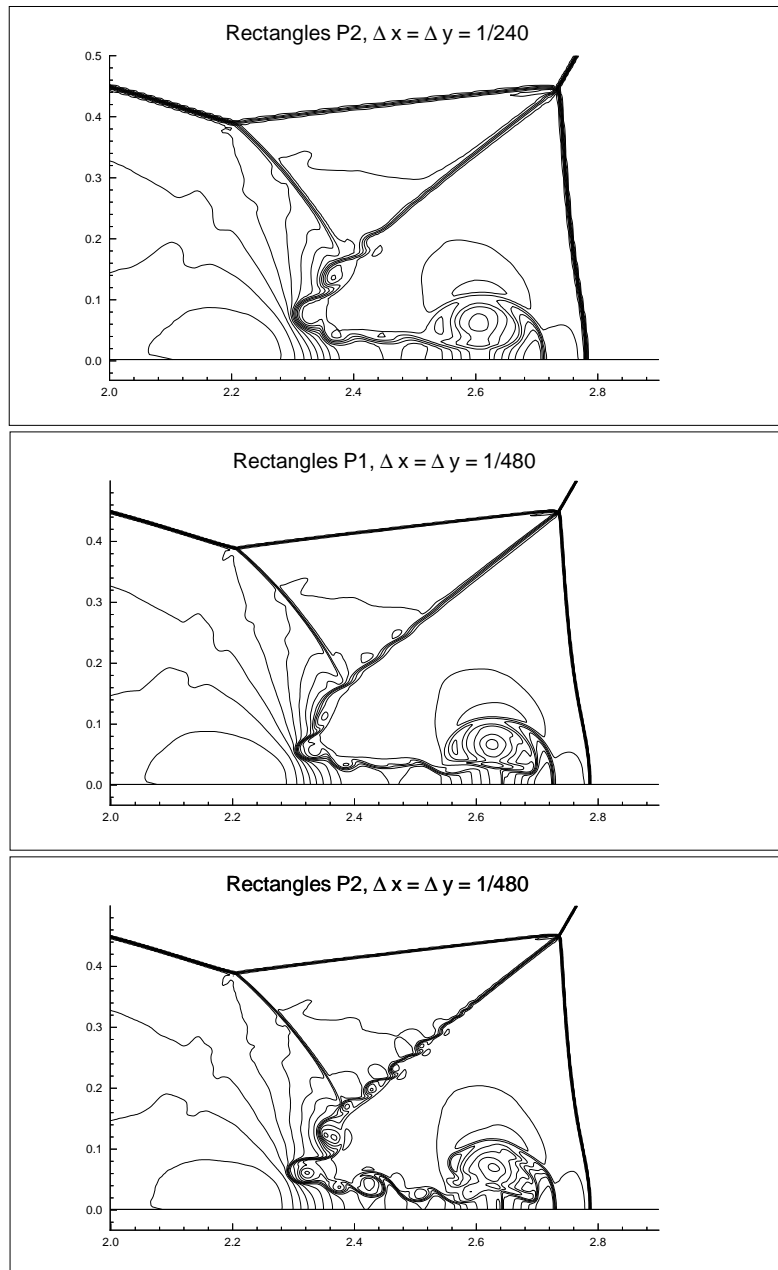 Rectangles P2, Δ x = Δ y = 1/240
0.5
0.4
0.3
0.2
0.1
0.0
2.0 2.2 2.4 2.6 2.8
Rectangles P1, Δ x = Δ y = 1/480
0.4
0.3
0.2
0.1
0.0
2.0 2.2 2.4 2.6 2.8
Rectangles P2, Δ x = Δ y = 1/480
0.4
0.3
0.2
0.1
0.0
2.0 2.2 2.4 2.6 2.8